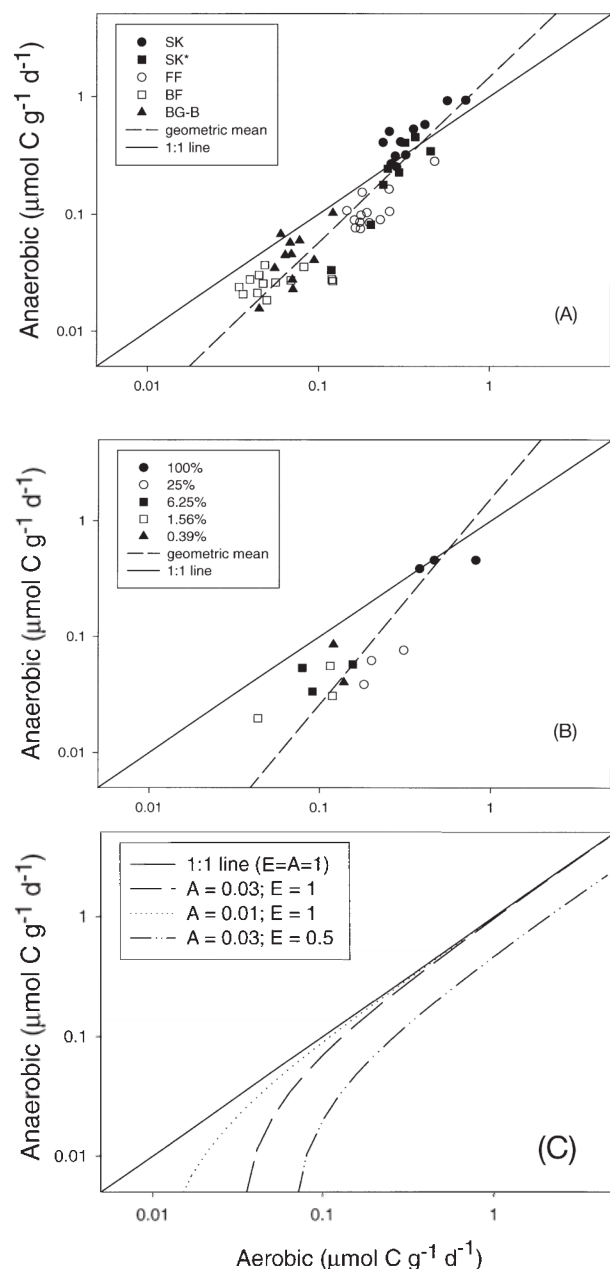 SK
SK*
FF
BF
BG-B
geometric mean
1:1 line
1
0.1
0.01
Anaerobic (μmol C g-1 d-1)
(A)
0.01
0.1
1
100%
25%
6.25%
1.56%
0.39%
geometric mean
1:1 line
1
0.1
0.01
Anaerobic (μmol C g-1 d-1)
(B)
0.01
0.1
1
1:1 line (E=A=1)
A = 0.03; E = 1
A = 0.01; E = 1
A = 0.03; E = 0.5
1
0.1
0.01
Anaerobic (μmol C g-1 d-1)
(C)
0.01
0.1
1
Aerobic (μmol C g-1 d-1)